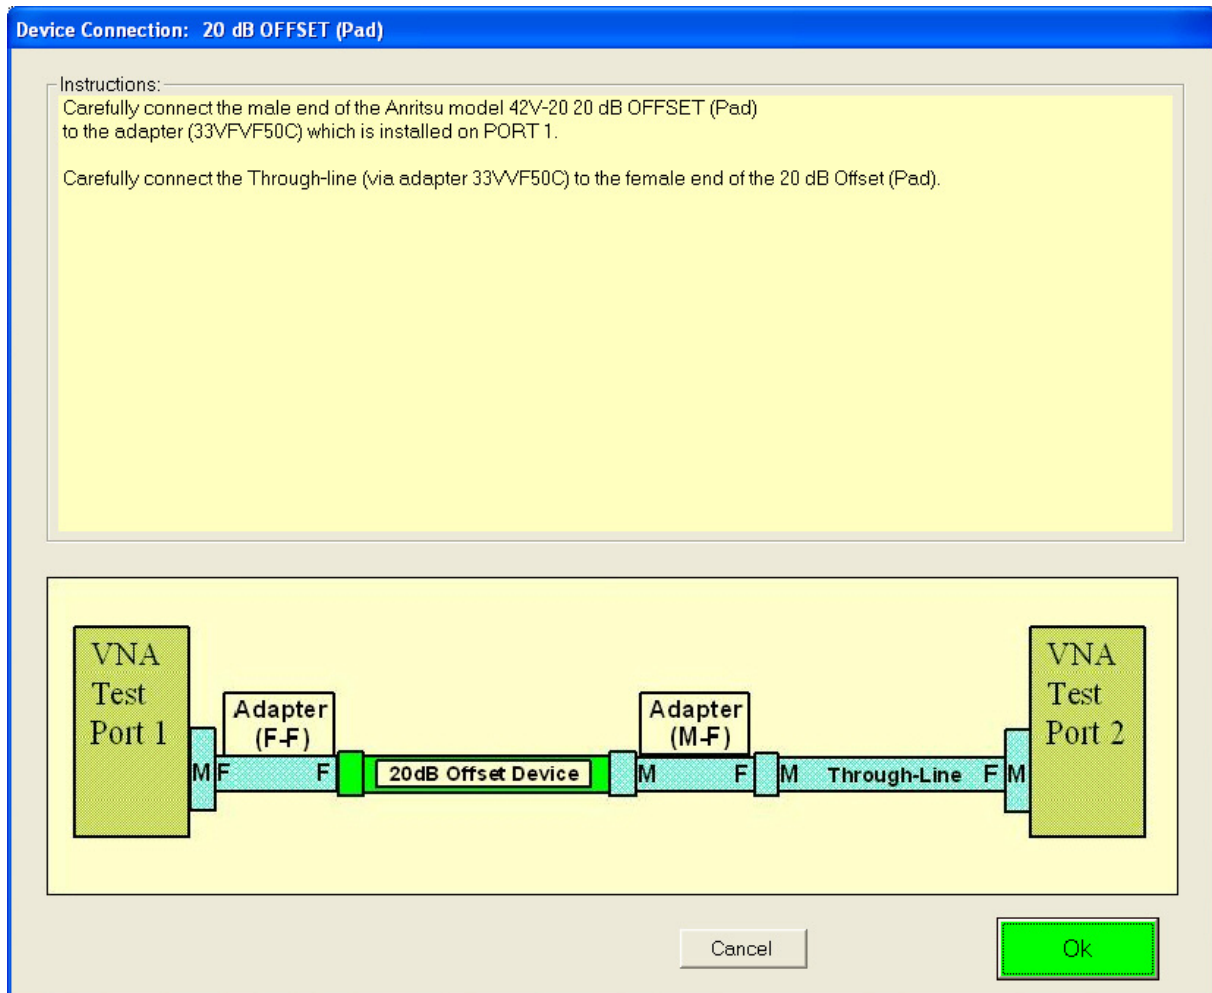 Device Connection: 20 dB OFFSET (Pad)
Instructions:
Carefully connect the male end of the Anritsu model 42V-20 20 dB OFFSET (Pad)
to the adapter (33VFVF50C) which is installed on PORT 1.
Carefully connect the Through-line (via adapter 33VVF50C) to the female end of the 20 dB Offset (Pad).
VNA
Test
Port 1
Adapter
(F-F)
M F F
20dB Offset Device
Adapter
(M-F)
M F M Through-Line F M
VNA
Test
Port 2
Cancel
Ok